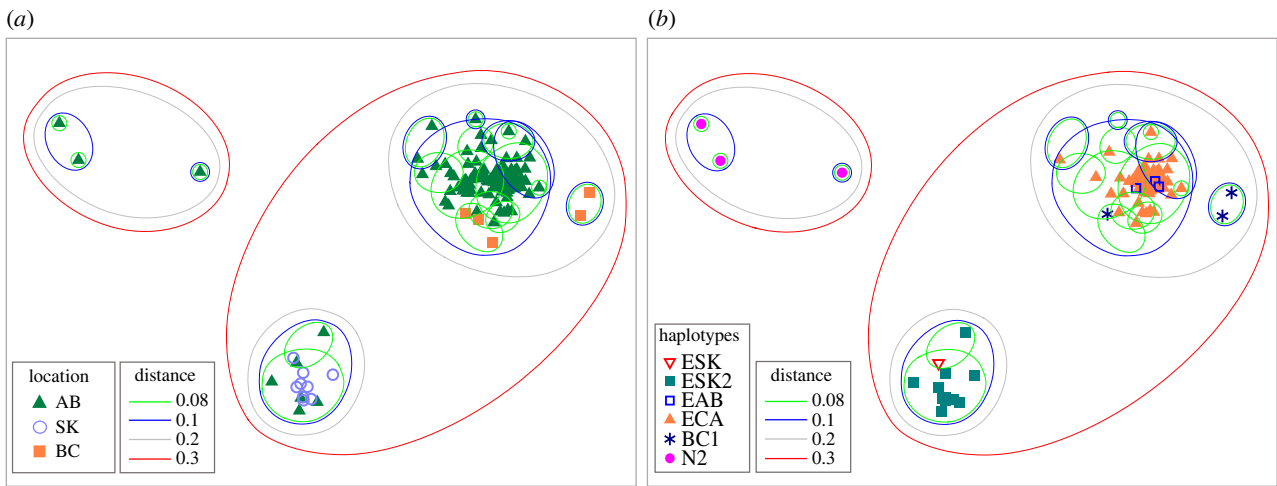 (a)
location
AB
SK
BC
distance
0.08
0.1
0.2
0.3
(b)
haplotypes
ESK
ESK2
EAB
ECA
BC1
N2
distance
0.08
0.1
0.2
0.3